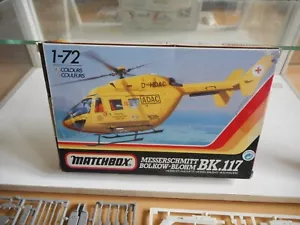 1-72
COLOURS
COULEURS
D-HDAC
ADAC
MATCHBOX
MESSERSCHMITT
BOLKOW-BLOHM BK.117